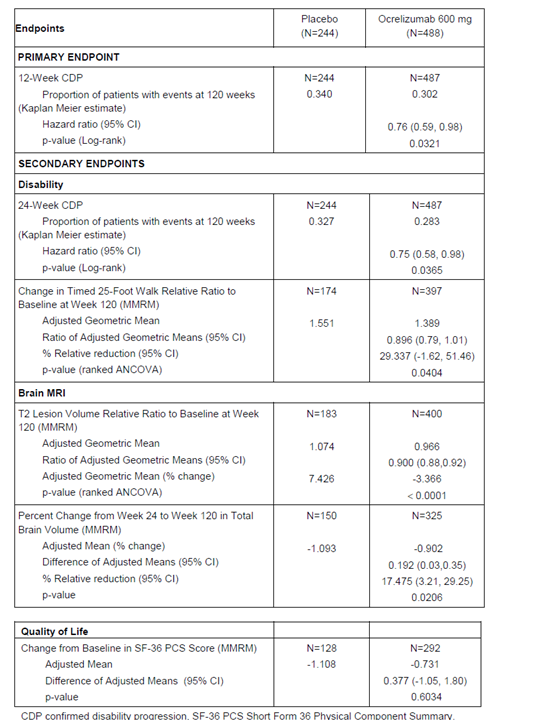 Endpoints Placebo (N=244) Ocrelizumab 600 mg (N=488)
PRIMARY ENDPOINT
12-Week CDP N=244 N=487
Proportion of patients with events at 120 weeks 0.340 0.302
(Kaplan Meier estimate)
Hazard ratio (95% CI) 0.76 (0.59, 0.98)
p-value (Log-rank) 0.0321
SECONDARY ENDPOINTS
Disability
24-Week CDP N=244 N=487
Proportion of patients with events at 120 weeks 0.327 0.283
(Kaplan Meier estimate)
Hazard ratio (95% CI) 0.75 (0.58, 0.98)
p-value (Log-rank) 0.0365
Change in Timed 25-Foot Walk Relative Ratio to N=174 N=397
Baseline at Week 120 (MMRM)
Adjusted Geometric Mean 1.551 1.389
Ratio of Adjusted Geometric Means (95% CI) 0.896 (0.79, 1.01)
% Relative reduction (95% CI) 29.337 (-1.62, 51.46)
p-value (ranked ANCOVA) 0.0404
Brain MRI
T2 Lesion Volume Relative Ratio to Baseline at Week N=183 N=400
120 (MMRM)
Adjusted Geometric Mean 1.074 0.966
Ratio of Adjusted Geometric Means (95% CI) 0.900 (0.88,0.92)
Adjusted Geometric Mean (% change) 7.426 -3.366
p-value (ranked ANCOVA) < 0.0001
Percent Change from Week 24 to Week 120 in Total N=150 N=325
Brain Volume (MMRM)
Adjusted Mean (% change) -1.093 -0.902
Difference of Adjusted Means (95% CI) 0.192 (0.03,0.35)
% Relative reduction (95% CI) 17.475 (3.21, 29.25)
p-value 0.0206
Quality of Life
Change from Baseline in SF-36 PCS Score (MMRM) N=128 N=292
Adjusted Mean -1.108 -0.731
Difference of Adjusted Means (95% CI) 0.377 (-1.05, 1.80)
p-value 0.6034
CDP confirmed disability progression, SF-36 PCS Short Form 36 Physical Component Summary,